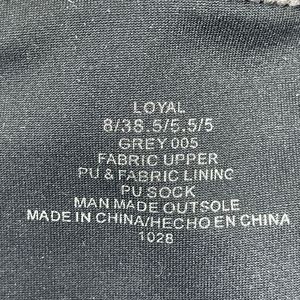 LOYAL
8/38.5/5.5/5
GREY 005
FABRIC UPPER
PU & FABRIC LINING
PU SOCK
MAN MADE OUTSOLE
MADE IN CHINA/HECHO EN CHINA
1028